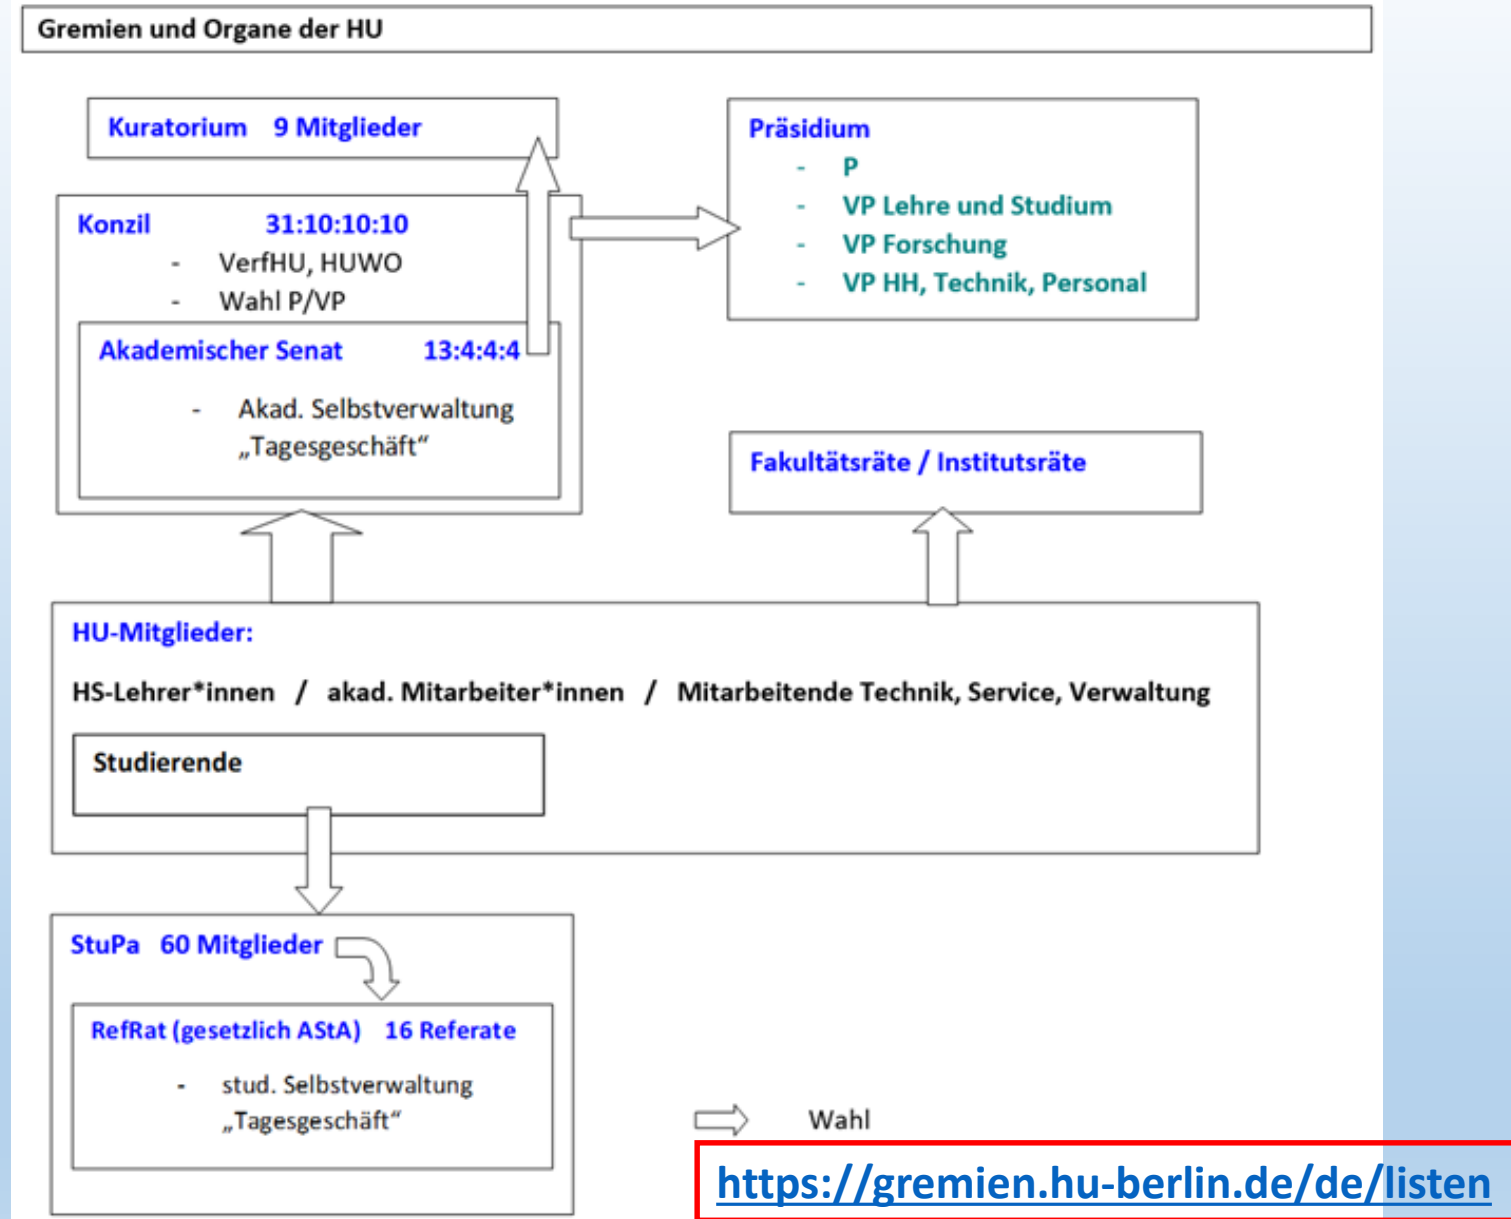 Gremien und Organe der HU
Kuratorium 9 Mitglieder
Konzil 31:10:10:10
- VerfHU, HUWO
- Wahl P/VP
Akademischer Senat 13:4:4:4
- Akad. Selbstverwaltung
„Tagesgeschäft“
Präsidium
- P
- VP Lehre und Studium
- VP Forschung
- VP HH, Technik, Personal
Fakultätsräte / Institutsräte
HU-Mitglieder:
HS-Lehrer*innen / akad. Mitarbeiter*innen / Mitarbeitende Technik, Service, Verwaltung
Studierende
StuPa 60 Mitglieder
RefRat (gesetzlich AStA) 16 Referate
- stud. Selbstverwaltung
„Tagesgeschäft“
Wahl
https://gremien.hu-berlin.de/de/listen